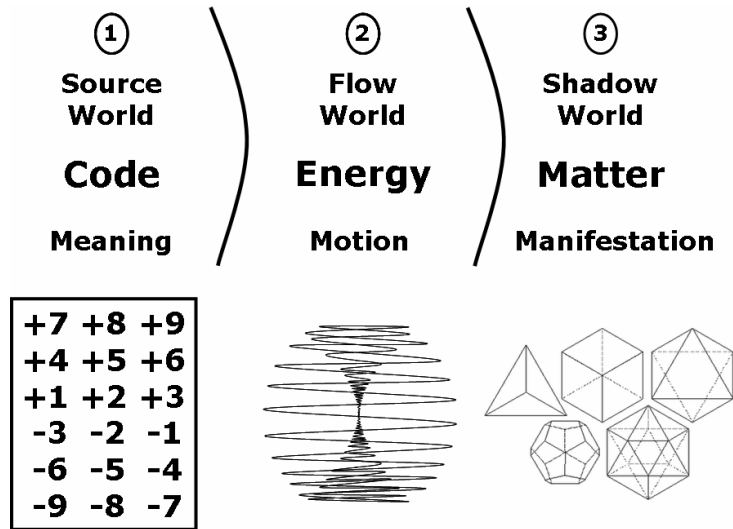 1
Source
World
Code
Meaning
2
Flow
World
Energy
Motion
3
Shadow
World
Matter
Manifestation
+7 +8 +9
+4 +5 +6
+1 +2 +3
-3 -2 -1
-6 -5 -4
-9 -8 -7